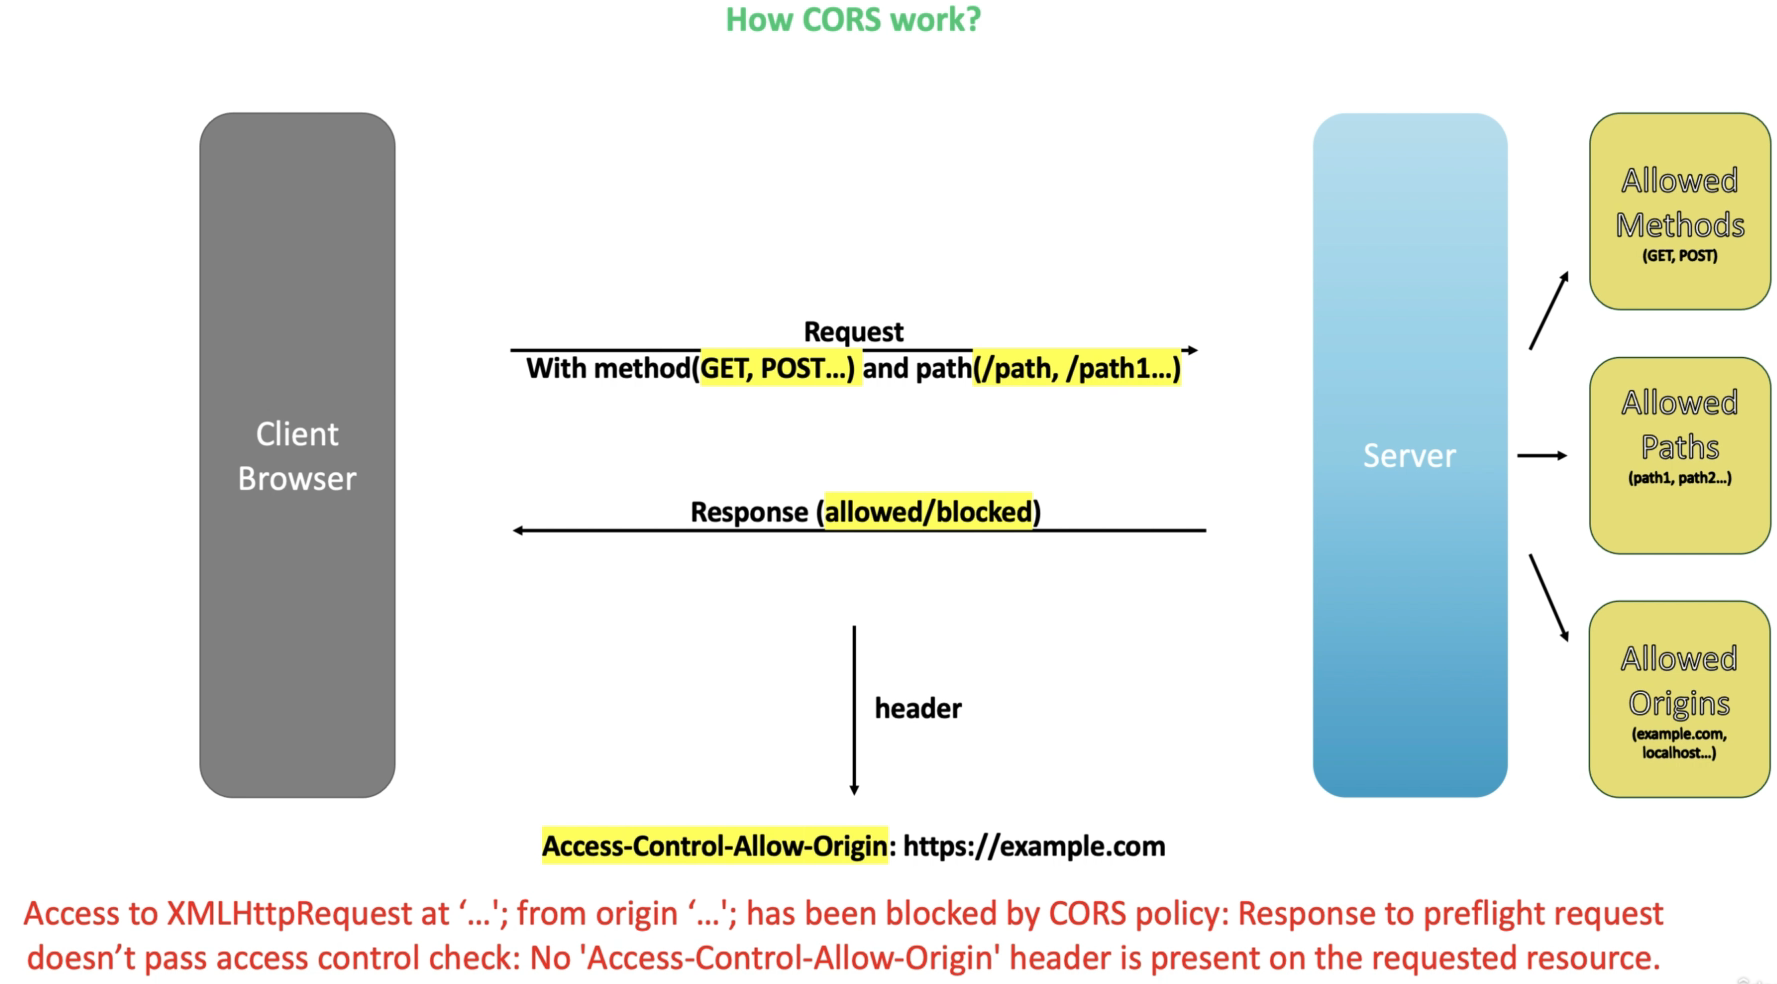 How CORS work?
Client
Browser
Request
With method(GET, POST...) and path(/path, /path1...)
Response (allowed/blocked)
header
Access-Control-Allow-Origin: https://example.com
Server
Allowed
Methods
(GET, POST)
Allowed
Paths
(path1, path2...)
Allowed
Origins
(example.com,
localhost...)
Access to XMLHttpRequest at ‘...'; from origin ‘...'; has been blocked by CORS policy: Response to preflight request
doesn’t pass access control check: No 'Access-Control-Allow-Origin' header is present on the requested resource.